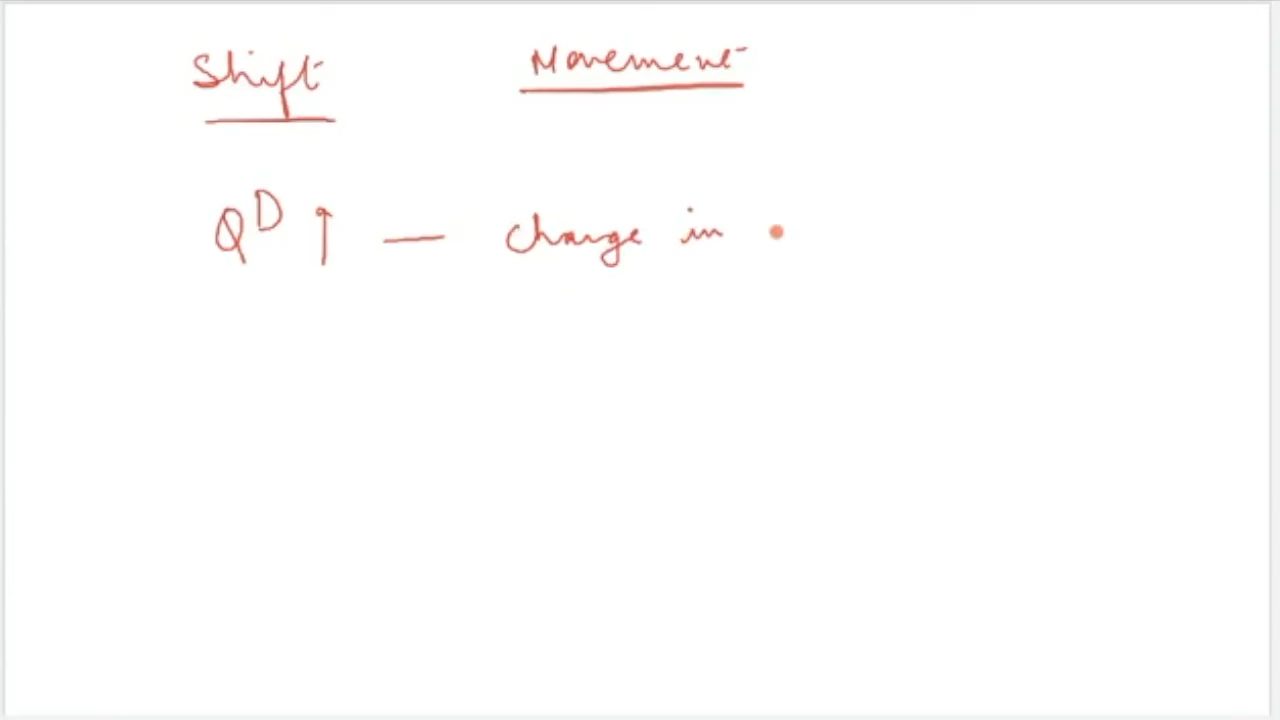 Shift Movement
Q^D ↑ — change in